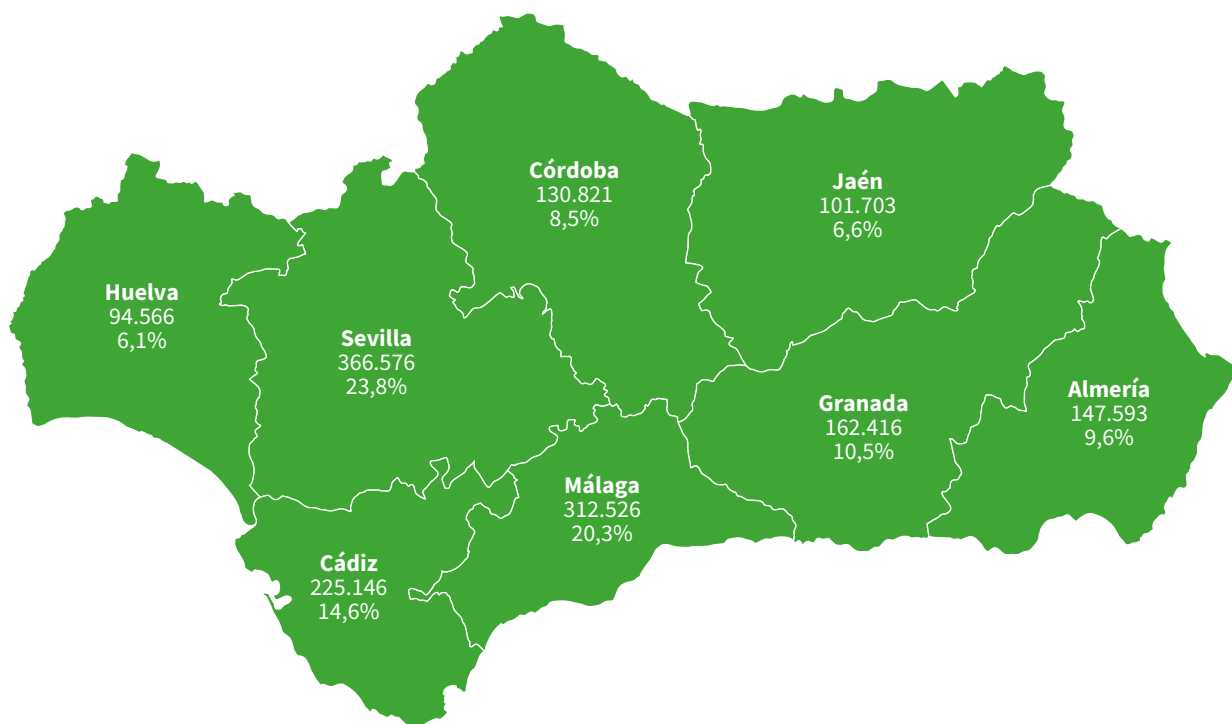 Córdoba
130.821
8,5%
Jaén
101.703
6,6%
Huelva
94.566
6,1%
Sevilla
366.576
23,8%
Granada
162.416
10,5%
Almería
147.593
9,6%
Málaga
312.526
20,3%
Cádiz
225.146
14,6%